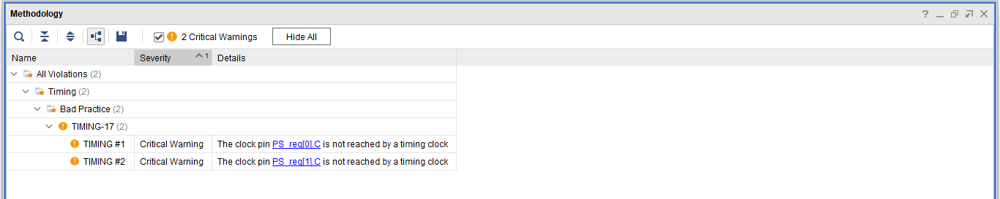 Methodology
2 Critical Warnings Hide All
Name Severity 1 Details
All Violations (2)
Timing (2)
Bad Practice (2)
TIMING-17 (2)
TIMING #1 Critical Warning The clock pin PS_reg[0].C is not reached by a timing clock
TIMING #2 Critical Warning The clock pin PS_reg[1].C is not reached by a timing clock